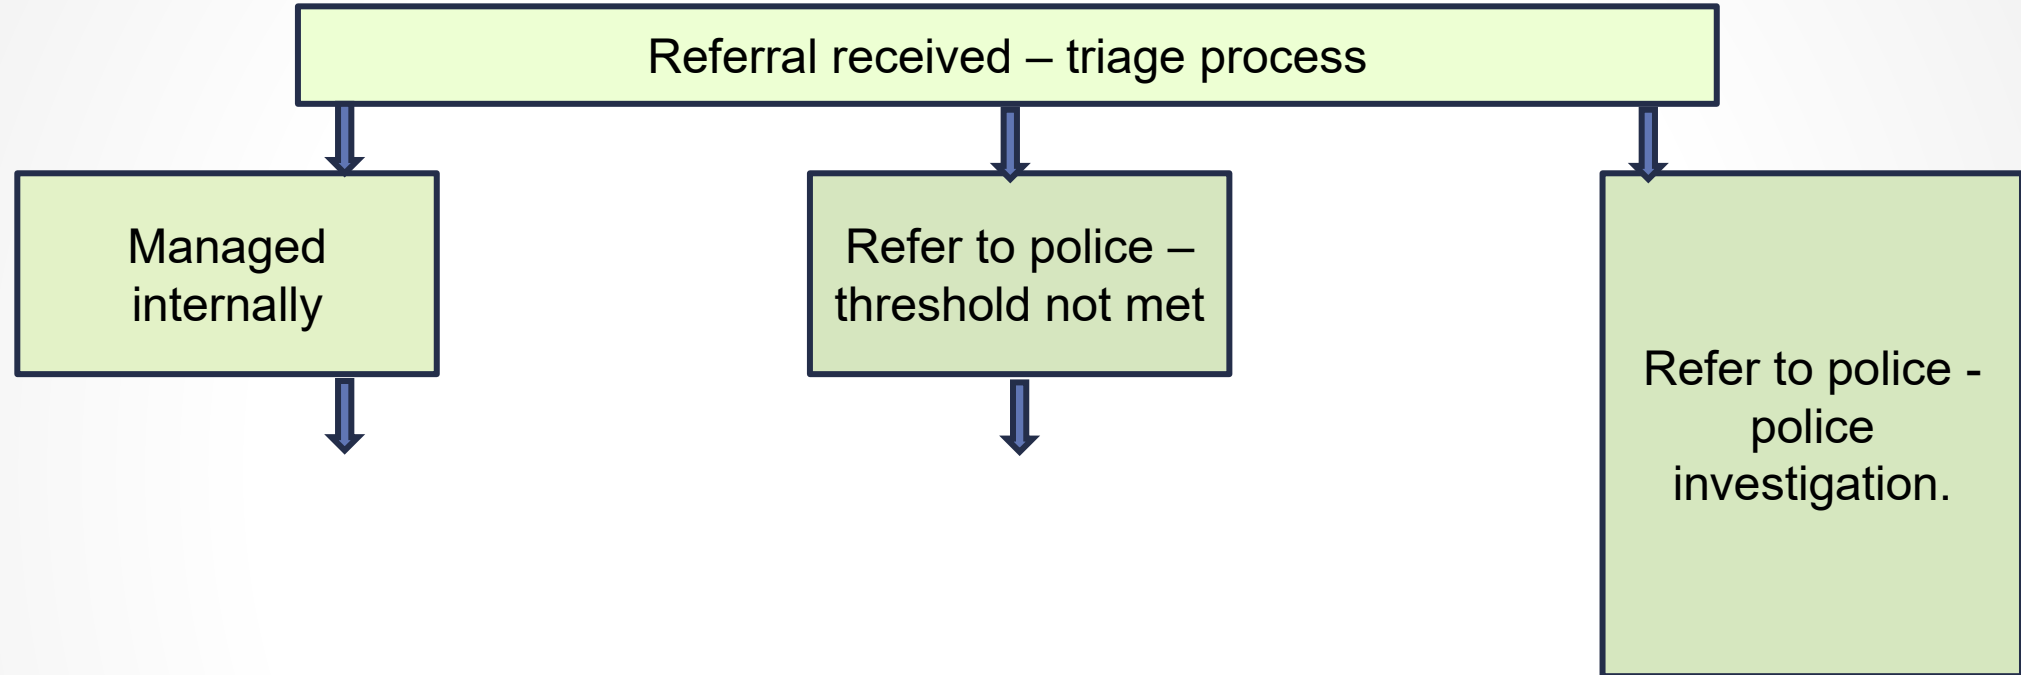 Referral received – triage process
Managed
internally
Refer to police –
threshold not met
Refer to police -
police
investigation.